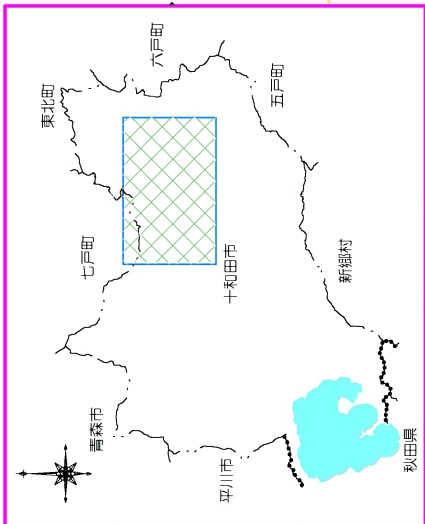 六戸町
東北町
五戸町
七戸町
十和田市
新郷村
青森市
平川市
秋田県